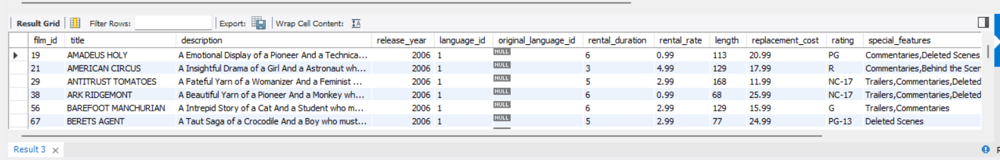 Result Grid Filter Rows: Export: Wrap Cell Content: IA
film_id title description release_year language_id original_language_id rental_duration rental_rate length replacement_cost rating special_features
19 AMADEUS HOLY A Emotional Display of a Pioneer And a Technica... 2006 1 NULL 6 0.99 113 20.99 PG Commentaries,Deleted Scenes,
21 AMERICAN CIRCUS A Insightful Drama of a Girl And a Astronaut wh... 2006 1 NULL 3 4.99 129 17.99 R Commentaries,Behind the Scen
29 ANTITRUST TOMATOES A Fateful Yarn of a Womanizer And a Feminist ... 2006 1 NULL 5 2.99 168 11.99 NC-17 Trailers,Commentaries,Deleted
38 ARK RIDGEMONT A Beautiful Yarn of a Pioneer And a Monkey wh... 2006 1 NULL 6 0.99 68 25.99 NC-17 Trailers,Commentaries,Deleted
56 BAREFOOT MANCHURIAN A Intrepid Story of a Cat And a Student who m... 2006 1 NULL 6 2.99 129 15.99 G Trailers,Commentaries
67 BERETS AGENT A Taut Saga of a Crocodile And a Boy who must... 2006 1 NULL 5 2.99 77 24.99 PG-13 Deleted Scenes
Result 3